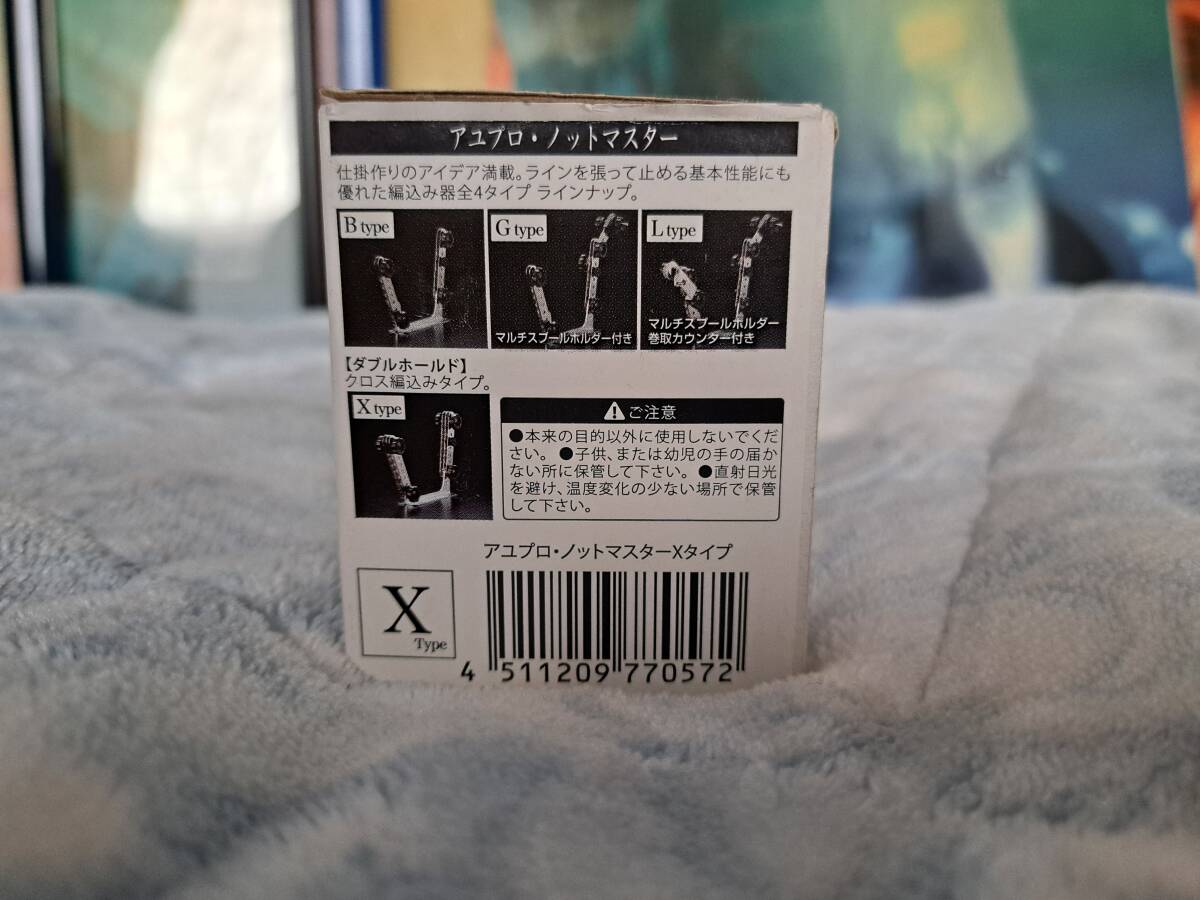 アユプロ・ノットマスター
仕掛作りのアイデア満載。ラインを張って止める基本性能にも
優れた編込み器全4タイプ ラインナップ。
B type
G type
L type
マルチスプールホルダー付き
マルチスプールホルダー
巻取カウンター付き
【ダブルホールド】
クロス編込みタイプ。
X type
ご注意
●本来の目的以外に使用しないでくだ
さい。 ●子供、または幼児の手の届か
ない所に保管して下さい。 ●直射日光
を避け、温度変化の少ない場所で保管
して下さい。
アユプロ・ノットマスターXタイプ
X
Type
4 511209 770572